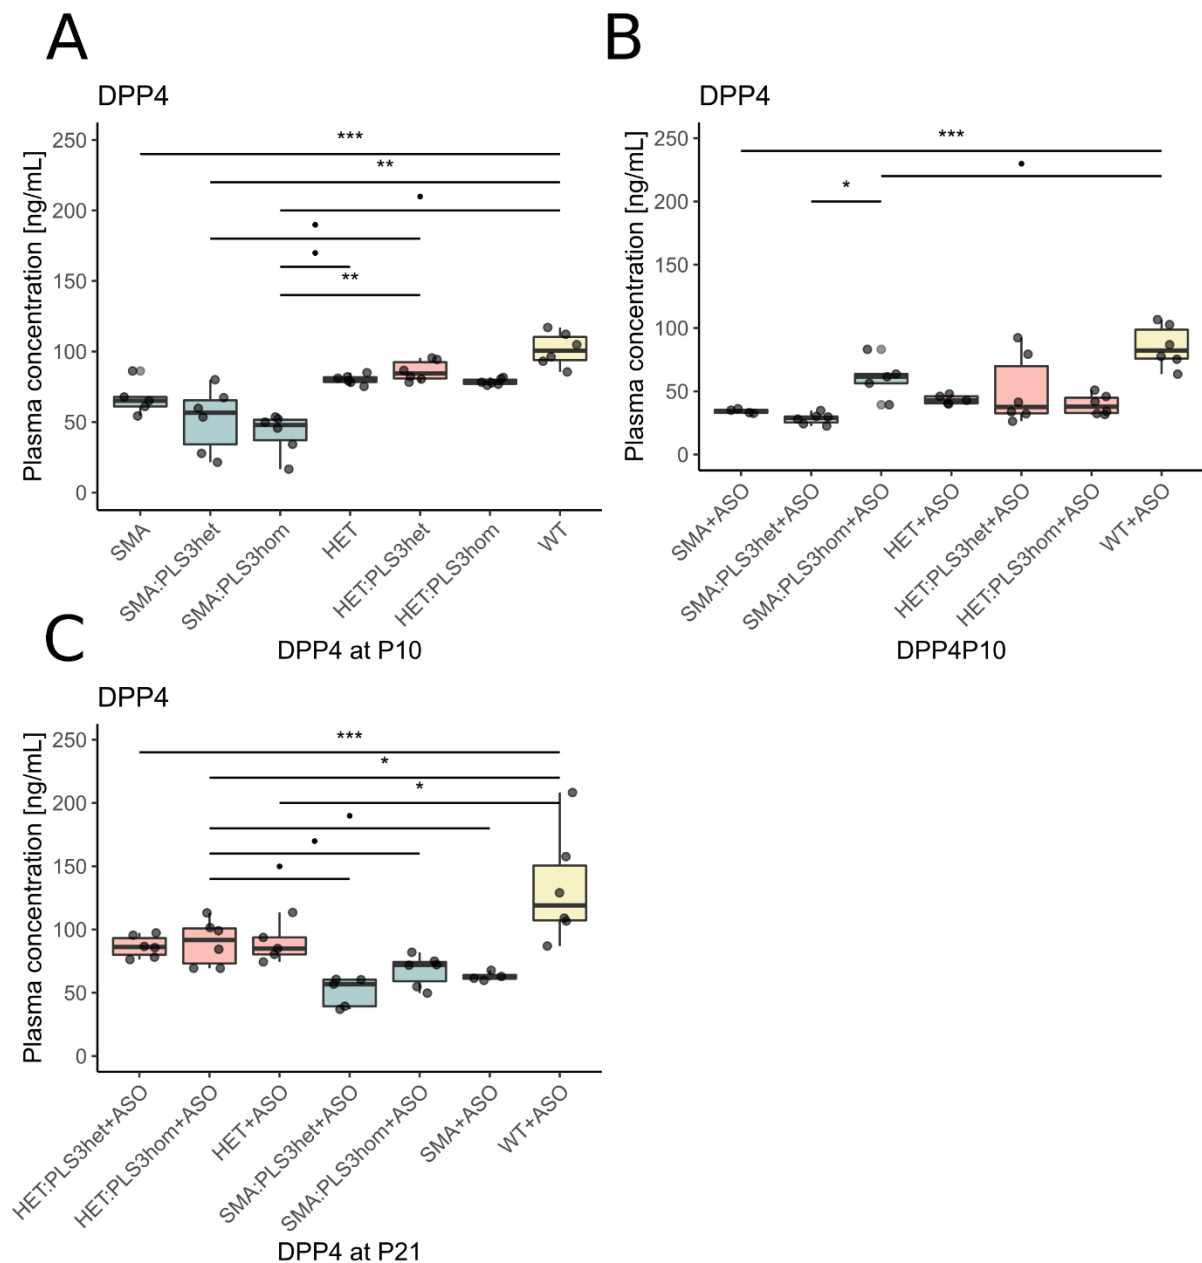 A
DPP4
Plasma concentration [ng/mL]
250
200
150
100
50
0
***
**
•
•
•
**
SMA
SMA:PLS3het
SMA:PLS3hom
HET
HET:PLS3het
HET:PLS3hom
WT
DPP4 at P10
B
DPP4
Plasma concentration [ng/mL]
250
200
150
100
50
0
***
•
*
SMA+ASO
SMA:PLS3het+ASO
SMA:PLS3hom+ASO
HET+ASO
HET:PLS3het+ASO
HET:PLS3hom+ASO
WT+ASO
DPP4P10
C
DPP4
Plasma concentration [ng/mL]
250
200
150
100
50
0
***
*
*
•
•
•
HET:PLS3het+ASO
HET:PLS3hom+ASO
HET+ASO
SMA:PLS3het+ASO
SMA:PLS3hom+ASO
SMA+ASO
WT+ASO
DPP4 at P21